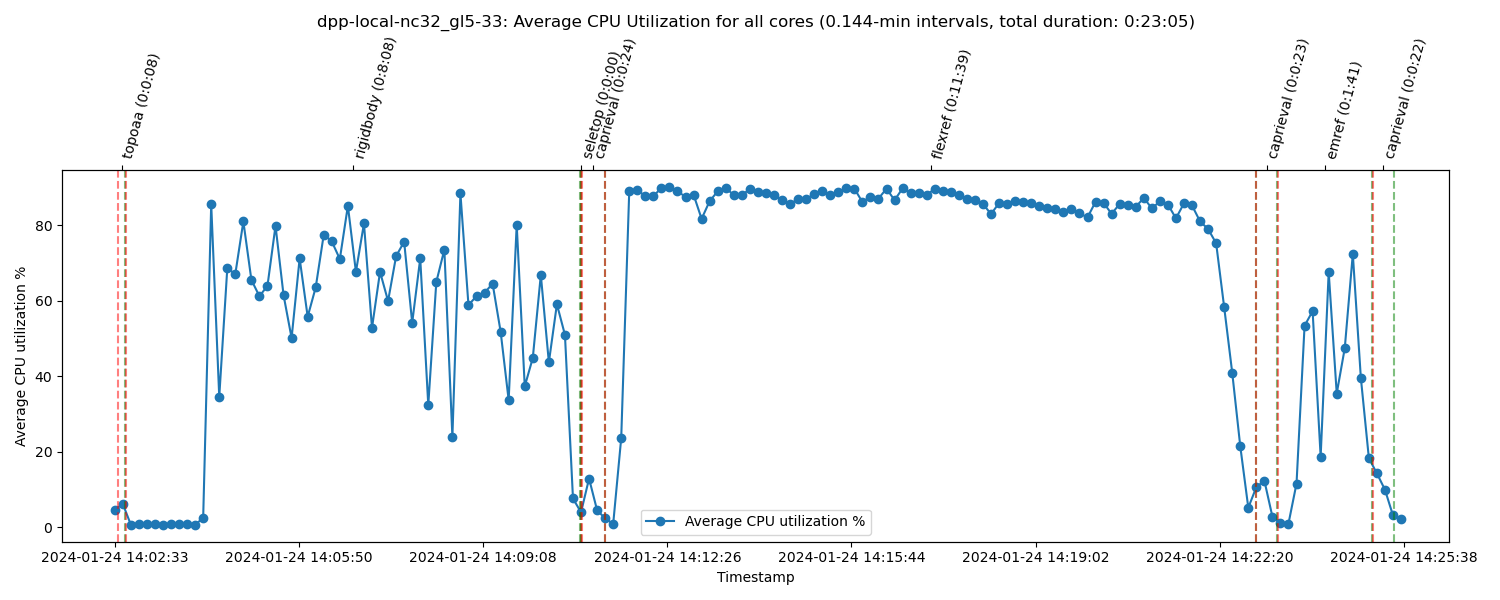 dpp-local-nc32_gl5-33: Average CPU Utilization for all cores (0.144-min intervals, total duration: 0:23:05)
topoaa (0:0:08)
rigidbody (0:8:08)
seletop (0:0:00)
caprieval (0:0:24)
flexref (0:11:39)
caprieval (0:0:23)
emref (0:1:41)
caprieval (0:0:22)
Average CPU utilization %
80
60
40
20
0
Average CPU utilization %
2024-01-24 14:02:33
2024-01-24 14:05:50
2024-01-24 14:09:08
2024-01-24 14:12:26
2024-01-24 14:15:44
2024-01-24 14:19:02
2024-01-24 14:22:20
2024-01-24 14:25:38
Timestamp